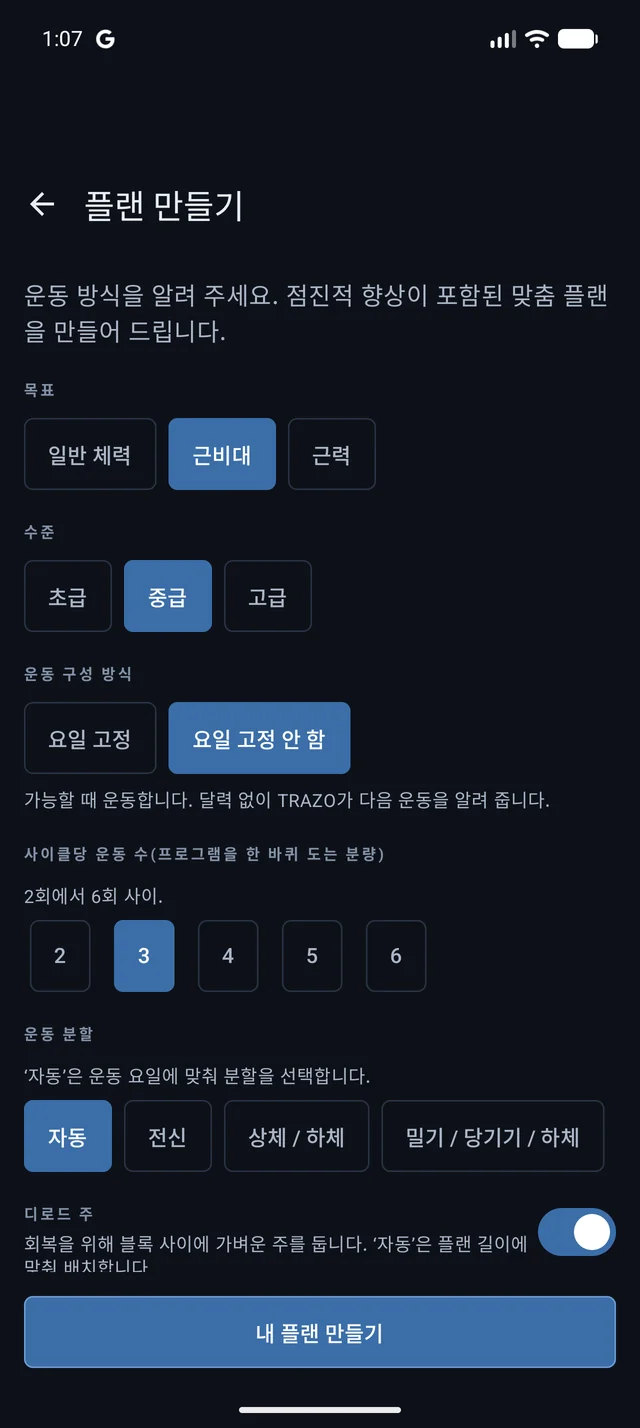 1:07 G
플랜 만들기
운동 방식을 알려 주세요. 점진적 향상이 포함된 맞춤 플랜
을 만들어 드립니다.
목표
일반 체력
근비대
근력
수준
초급
중급
고급
운동 구성 방식
요일 고정
요일 고정 안 함
가능할 때 운동합니다. 달력 없이 TRAZO가 다음 운동을 알려 줍니다.
사이클당 운동 수(프로그램을 한 바퀴 도는 분량)
2회에서 6회 사이.
2
3
4
5
6
운동 분할
‘자동’은 운동 요일에 맞춰 분할을 선택합니다.
자동
전신
상체 / 하체
밀기 / 당기기 / 하체
디로드 주
회복을 위해 블록 사이에 가벼운 주를 둡니다. ‘자동’은 플랜 길이에
맞춰 배치합니다
내 플랜 만들기